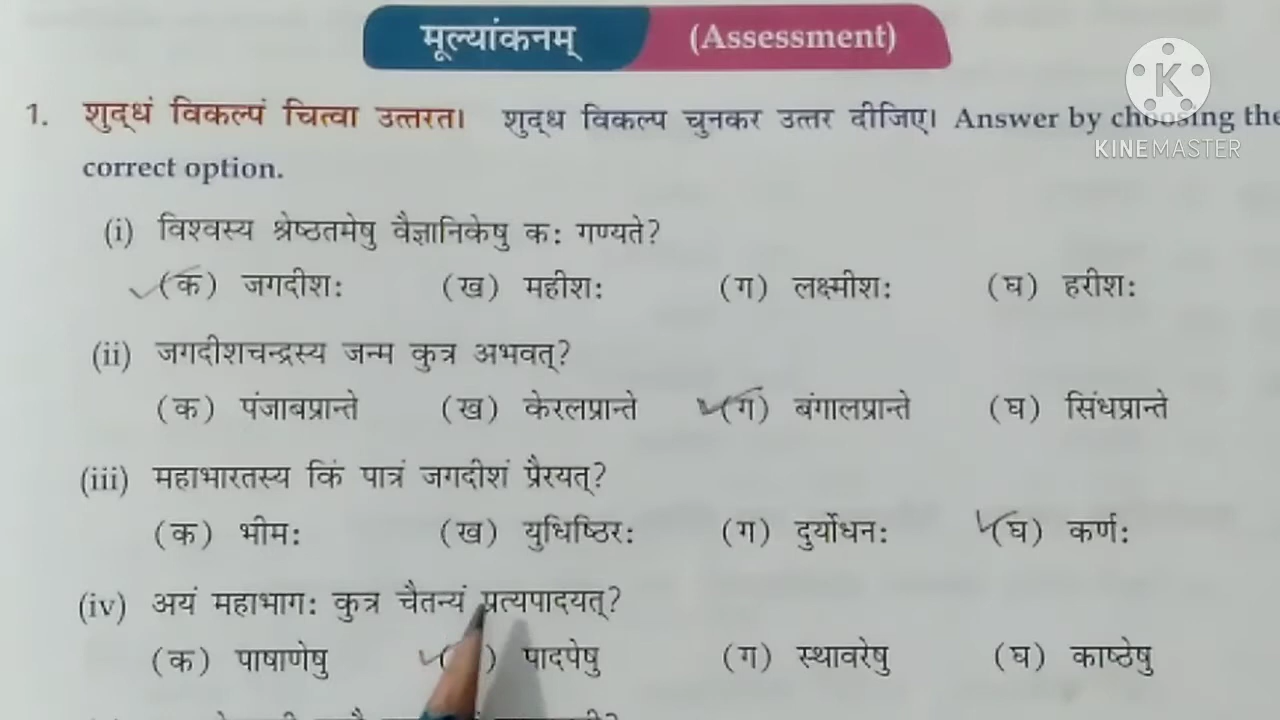 मूल्यांकनम् (Assessment)
K
KINEMASTER
1. शुद्धं विकल्पं चित्वा उत्तरत। शुद्ध विकल्प चुनकर उत्तर दीजिए। Answer by choosing the
correct option.
(i) विश्वस्य श्रेष्ठतमेषु वैज्ञानिकेषु कः गण्यते?
(क) जगदीशः (ख) महीशः (ग) लक्ष्मीशः (घ) हरीशः
(ii) जगदीशचन्द्रस्य जन्म कुत्र अभवत्?
(क) पंजाबप्रान्ते (ख) केरलप्रान्ते (ग) बंगालप्रान्ते (घ) सिंधप्रान्ते
(iii) महाभारतस्य किं पात्रं जगदीशं प्रैरयत्?
(क) भीमः (ख) युधिष्ठिरः (ग) दुर्योधनः (घ) कर्णः
(iv) अयं महाभागः कुत्र चैतन्यं प्रत्यपादयत्?
(क) पाषाणेषु ( ) पादपेषु (ग) स्थावरेषु (घ) काष्ठेषु